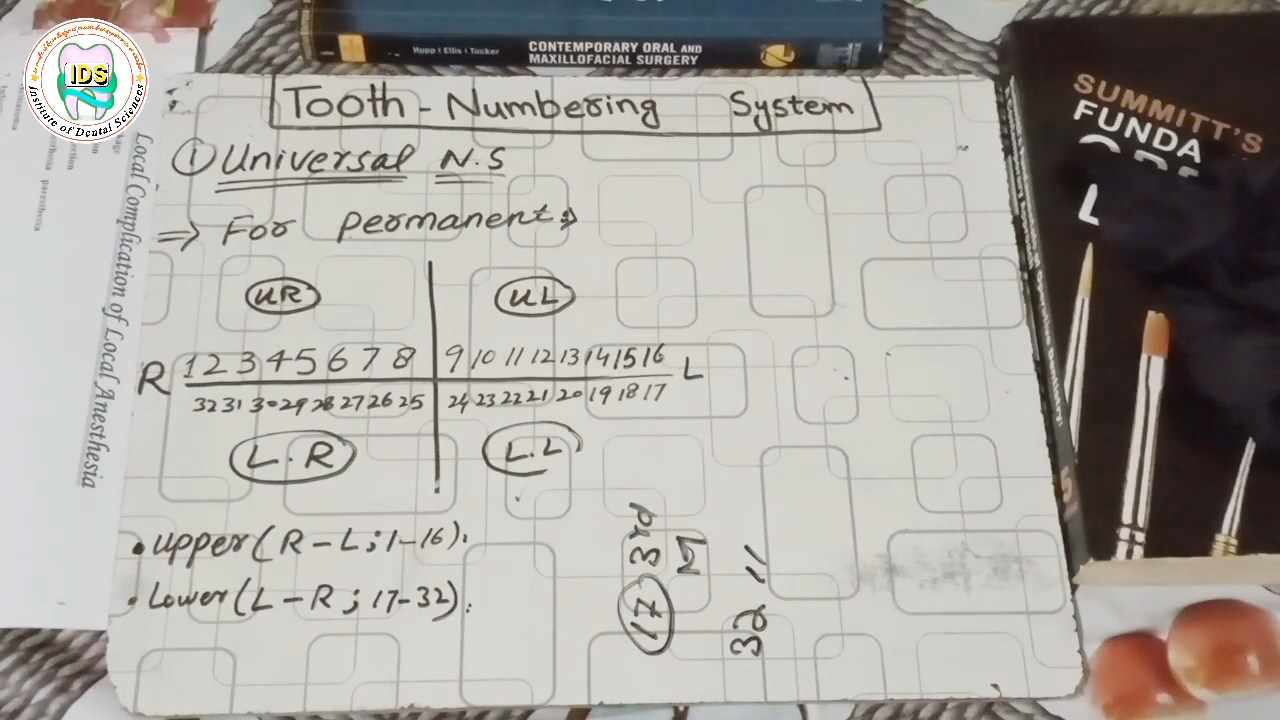 Hupp | Ellis | Tucker
CONTEMPORARY ORAL AND
MAXILLOFACIAL SURGERY
IDS
Institute of Dental Sciences
SUMMITT'S
FUNDA
L
Local Complication of Local Anesthesia
paresthesia
Tooth - Numbering System
① Universal N.S
⇒ For permanent⇒
UR UL
R 1 2 3 4 5 6 7 8 9 10 11 12 13 14 15 16 L
32 31 30 29 28 27 26 25 24 23 22 21 20 19 18 17
L.R L.L
• Upper (R - L ; 1-16).
• Lower (L - R ; 17-32).
17 3rd M
32 "